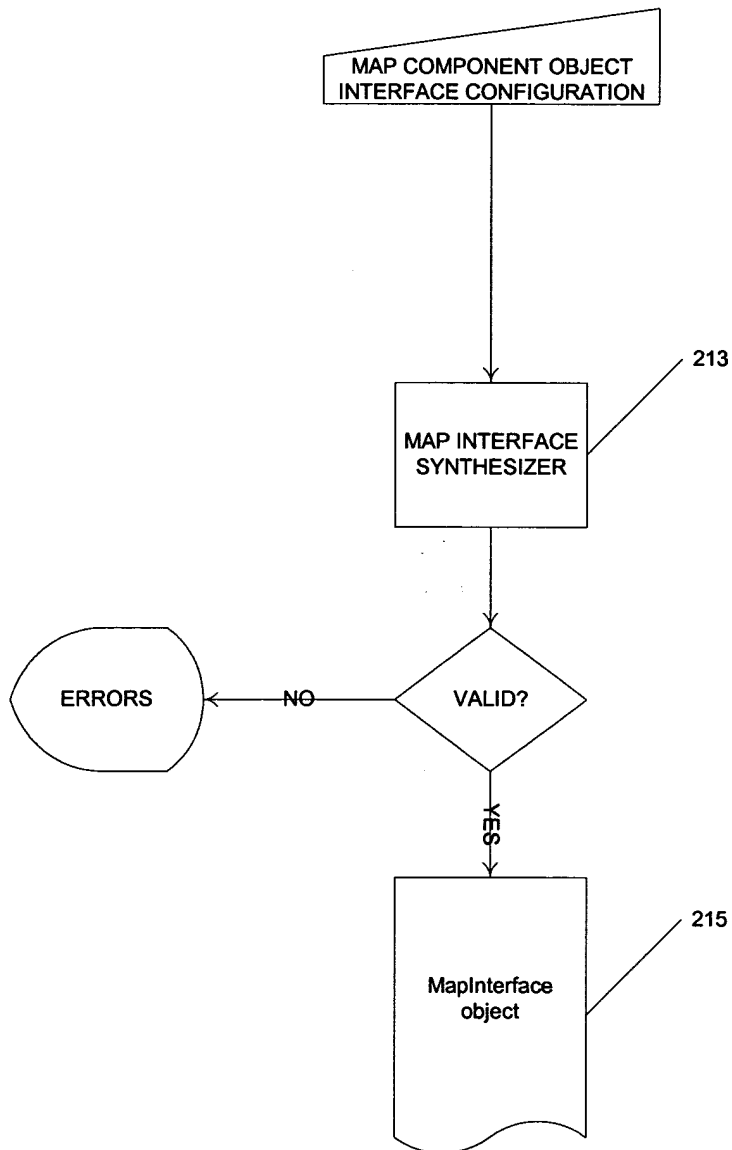 MAP COMPONENT OBJECT
INTERFACE CONFIGURATION
213
MAP INTERFACE
SYNTHESIZER
ERRORS
NO
VALID?
YES
215
MapInterface
object